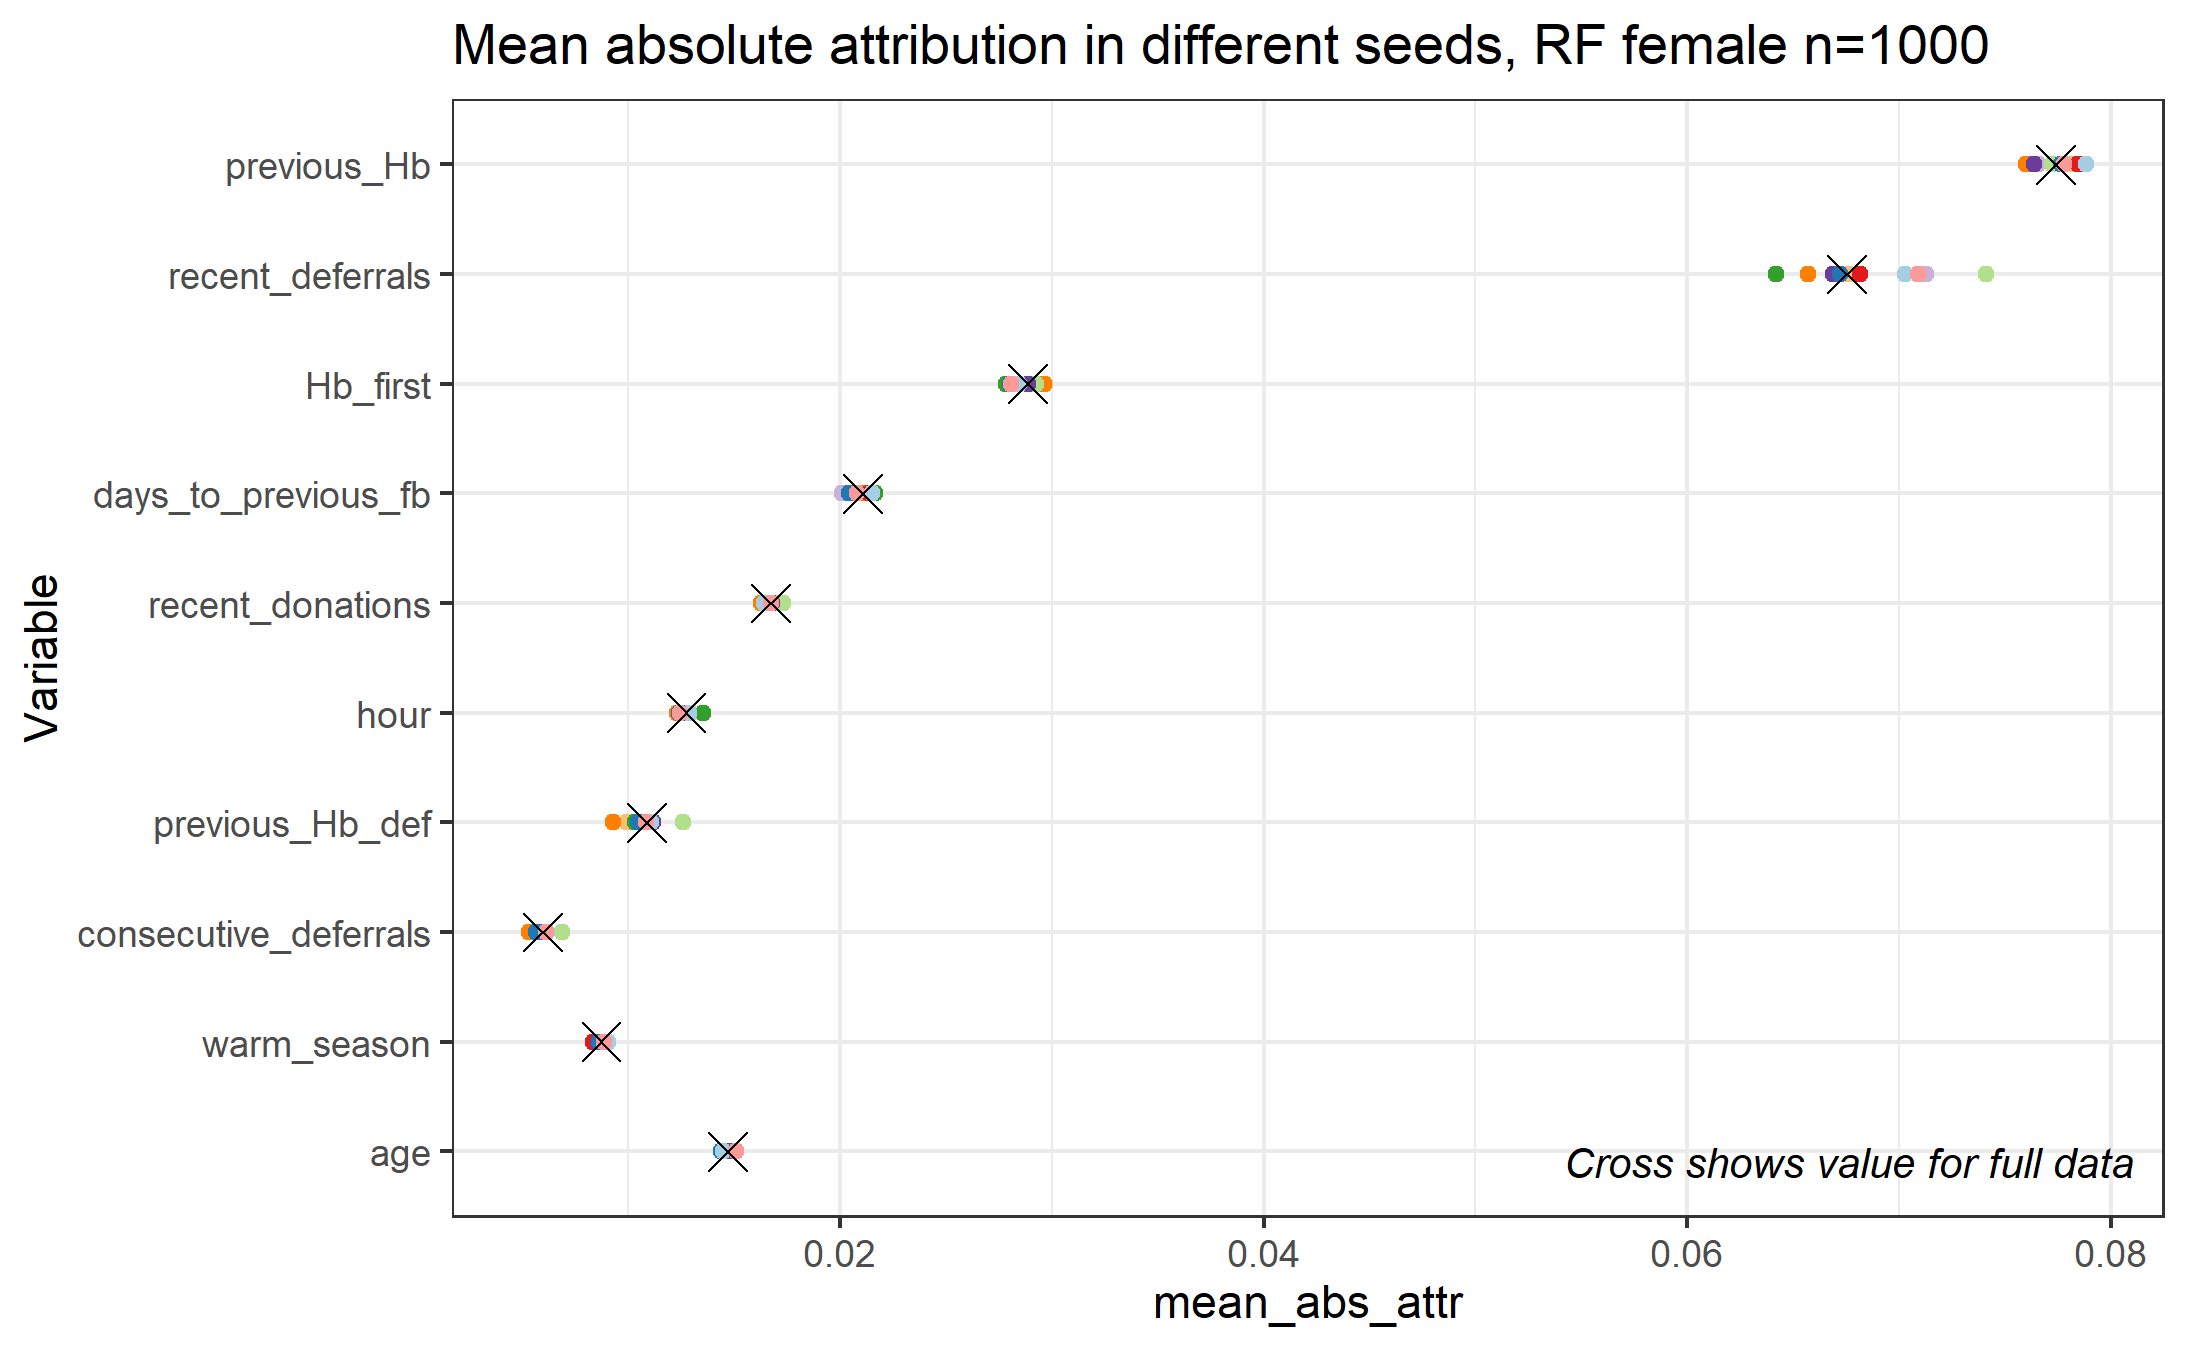 Mean absolute attribution in different seeds, RF female n=1000
previous_Hb
recent_deferrals
Hb_first
days_to_previous_fb
recent_donations
hour
previous_Hb_def
consecutive_deferrals
warm_season
age
Variable
Cross shows value for full data
0.02 0.04 0.06 0.08
mean_abs_attr